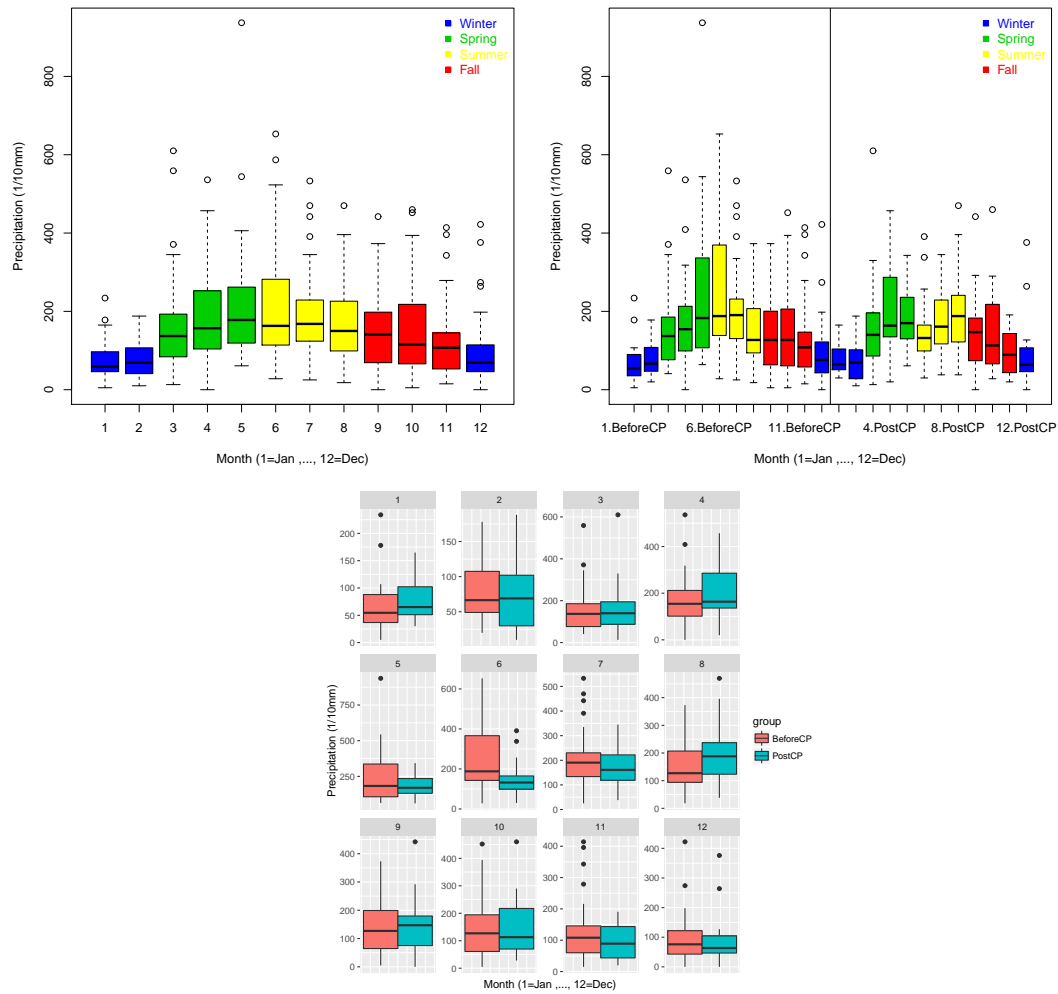 Winter
Spring
Summer
Fall
Precipitation (1/10mm)
0 200 400 600 800
1 2 3 4 5 6 7 8 9 10 11 12
Month (1=Jan ,..., 12=Dec)
Winter
Spring
Summer
Fall
Precipitation (1/10mm)
0 200 400 600 800
1.BeforeCP 6.BeforeCP 11.BeforeCP 4.PostCP 8.PostCP 12.PostCP
Month (1=Jan ,..., 12=Dec)
1 2 3 4
0 50 100 150 200
50 100 150
0 200 400 600
0 200 400
5 6 7 8
250 500 750
0 200 400 600
0 100 200 300 400 500
0 100 200 300 400
9 10 11 12
0 100 200 300 400
0 100 200 300 400
0 100 200 300 400
0 100 200 300 400
Precipitation (1/10mm)
Month (1=Jan ,..., 12=Dec)
group
BeforeCP
PostCP